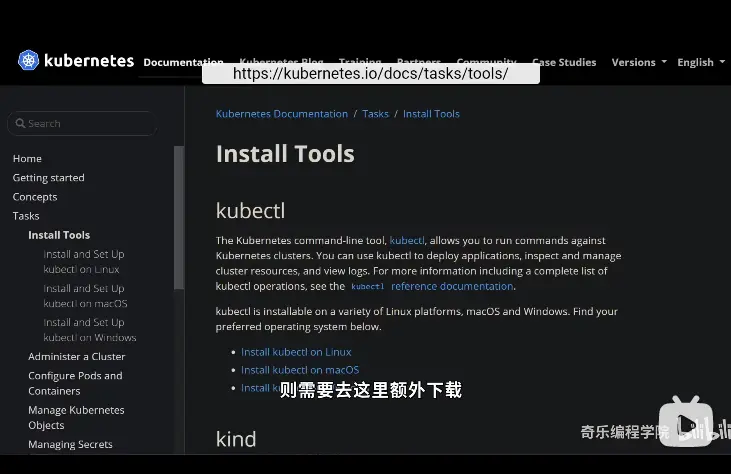 kubernetes
Documentation Kubernetes Blog Training Partners Community Case Studies Versions English
https://kubernetes.io/docs/tasks/tools/
Search
Home
Getting started
Concepts
Tasks
Install Tools
Install and Set Up
kubectl on Linux
Install and Set Up
kubectl on macOS
Install and Set Up
kubectl on Windows
Administer a Cluster
Configure Pods and
Containers
Manage Kubernetes
Objects
Managing Secrets
Kubernetes Documentation / Tasks / Install Tools
Install Tools
kubectl
The Kubernetes command-line tool, kubectl, allows you to run commands against
Kubernetes clusters. You can use kubectl to deploy applications, inspect and manage
cluster resources, and view logs. For more information including a complete list of
kubectl operations, see the kubectl reference documentation.
kubectl is installable on a variety of Linux platforms, macOS and Windows. Find your
preferred operating system below.
Install kubectl on Linux
Install kubectl on macOS
Install
则需要去这里额外下载
kind
奇乐编程学院
bilibili